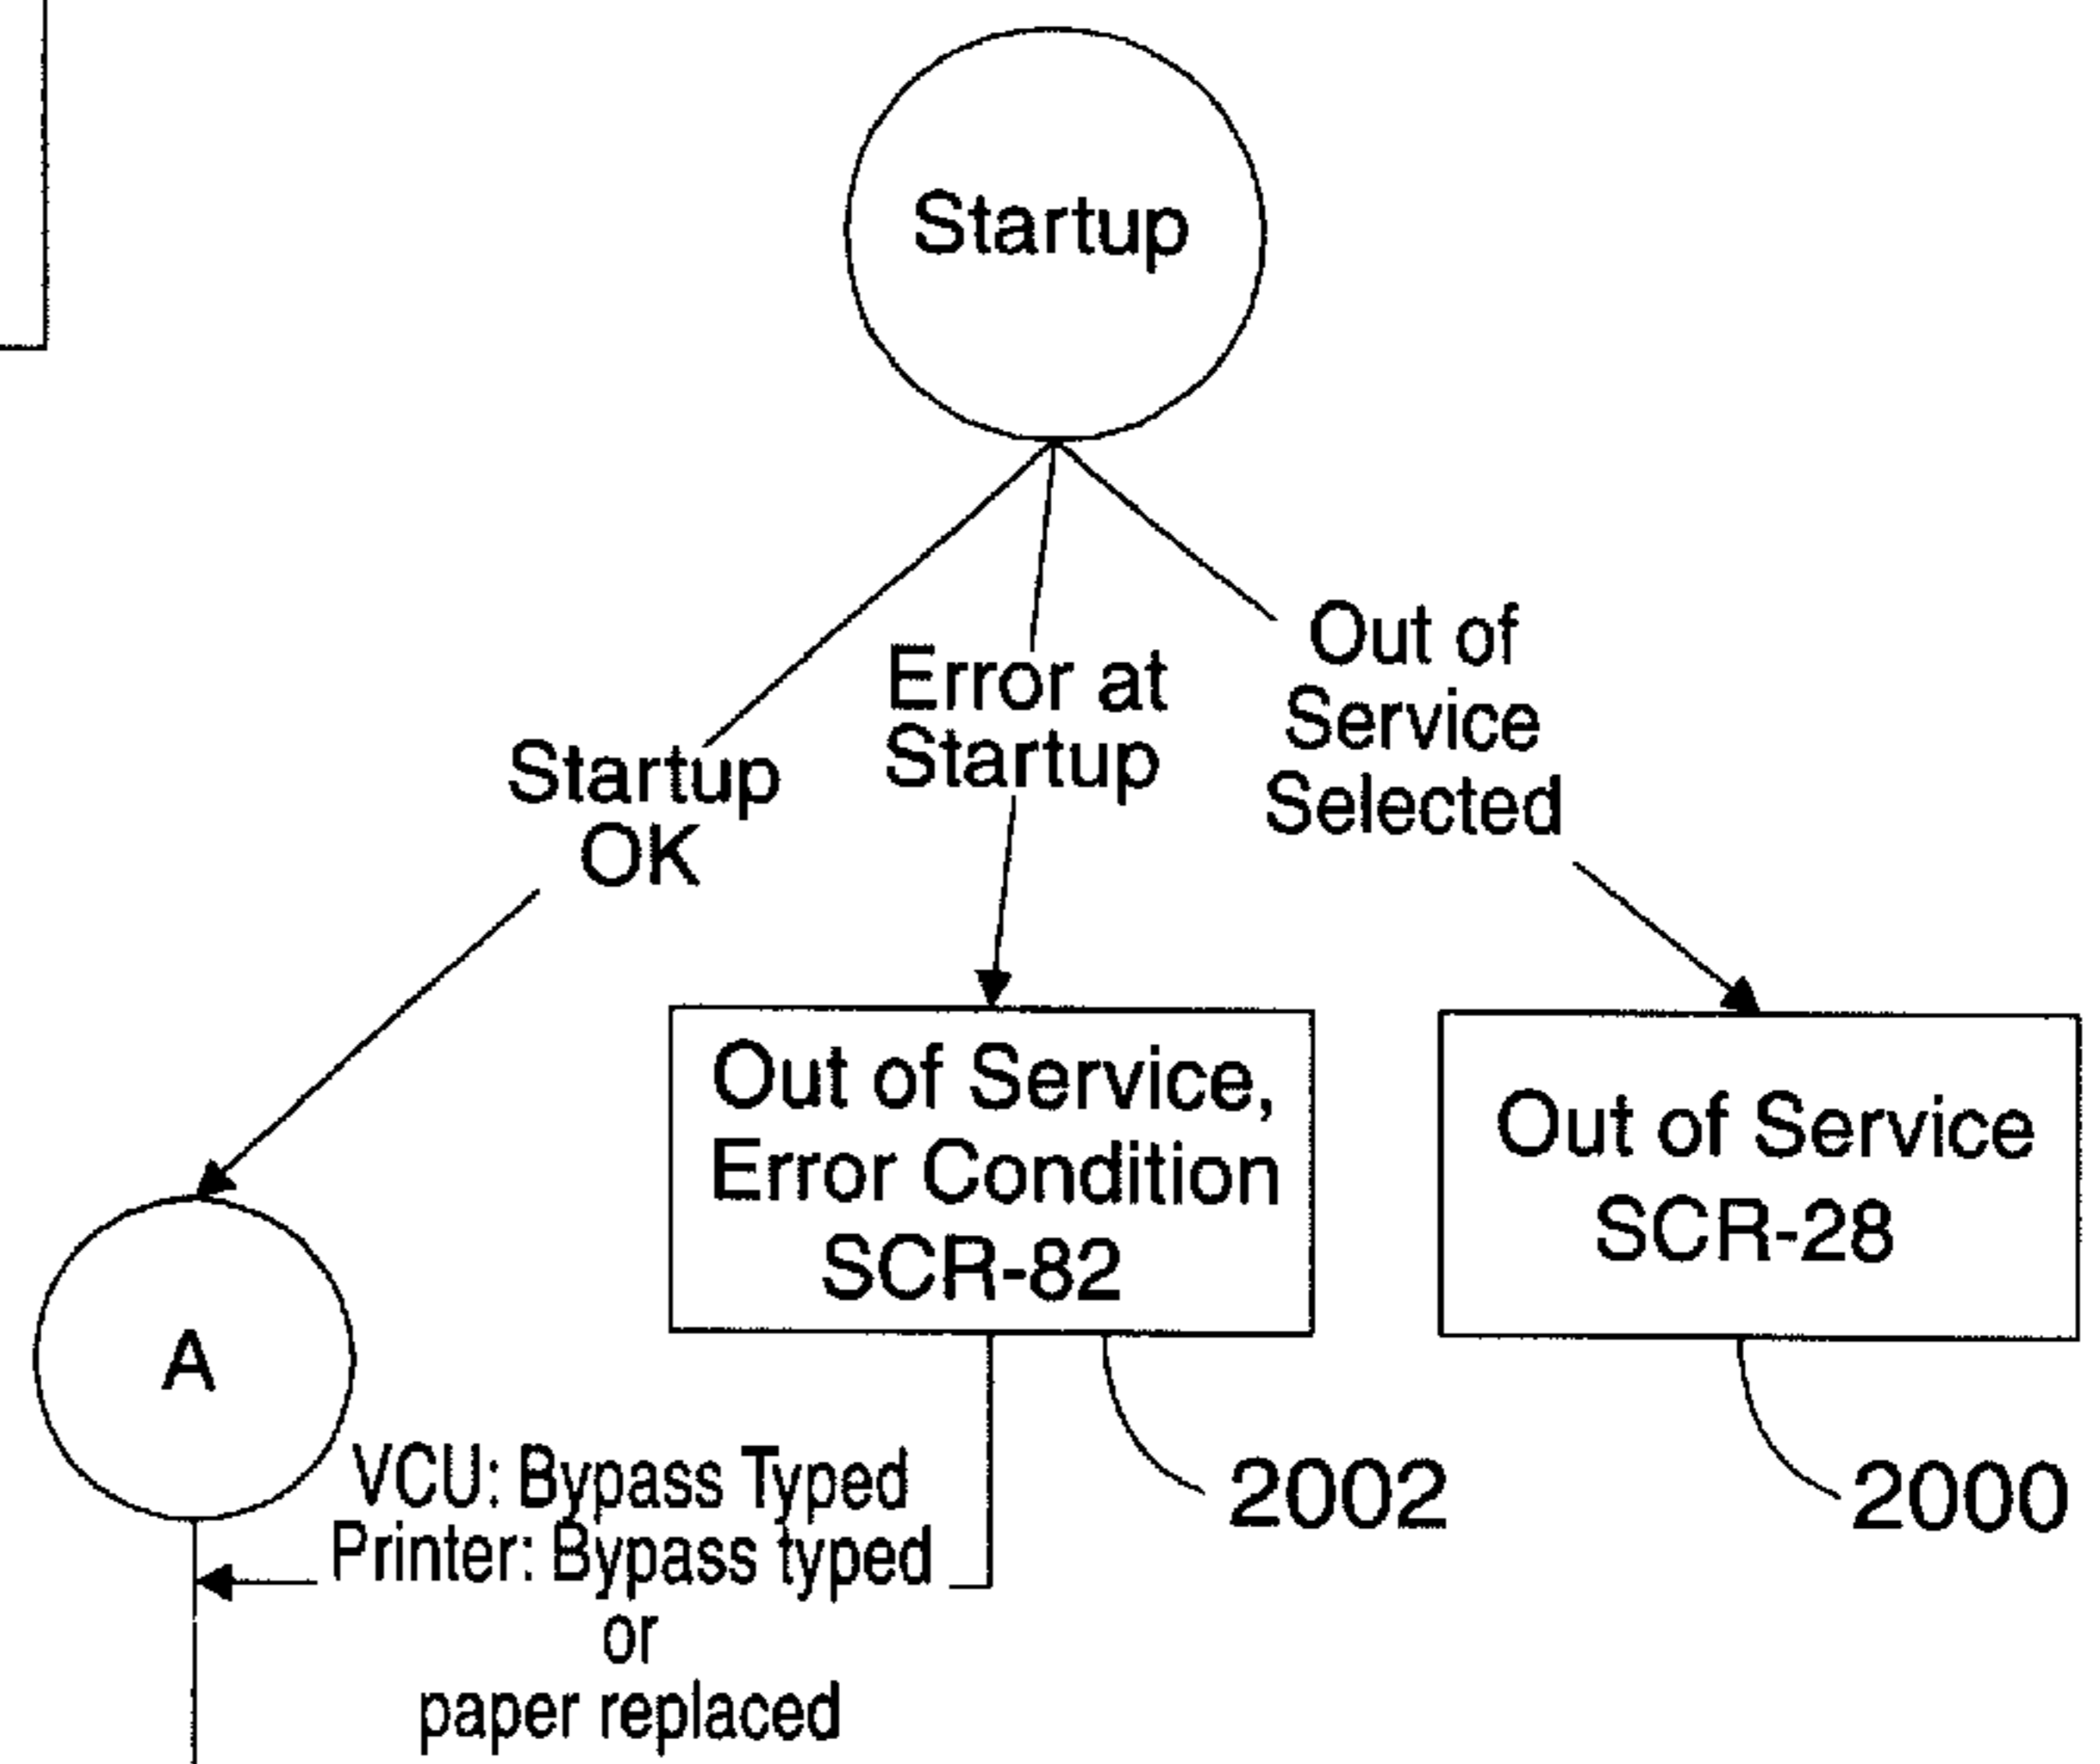 Startup
Startup
OK
Error at
Startup
Out of
Service
Selected
Out of Service,
Error Condition
SCR-82
Out of Service
SCR-28
A
2002
2000
VCU: Bypass Typed
Printer: Bypass typed
or
paper replaced